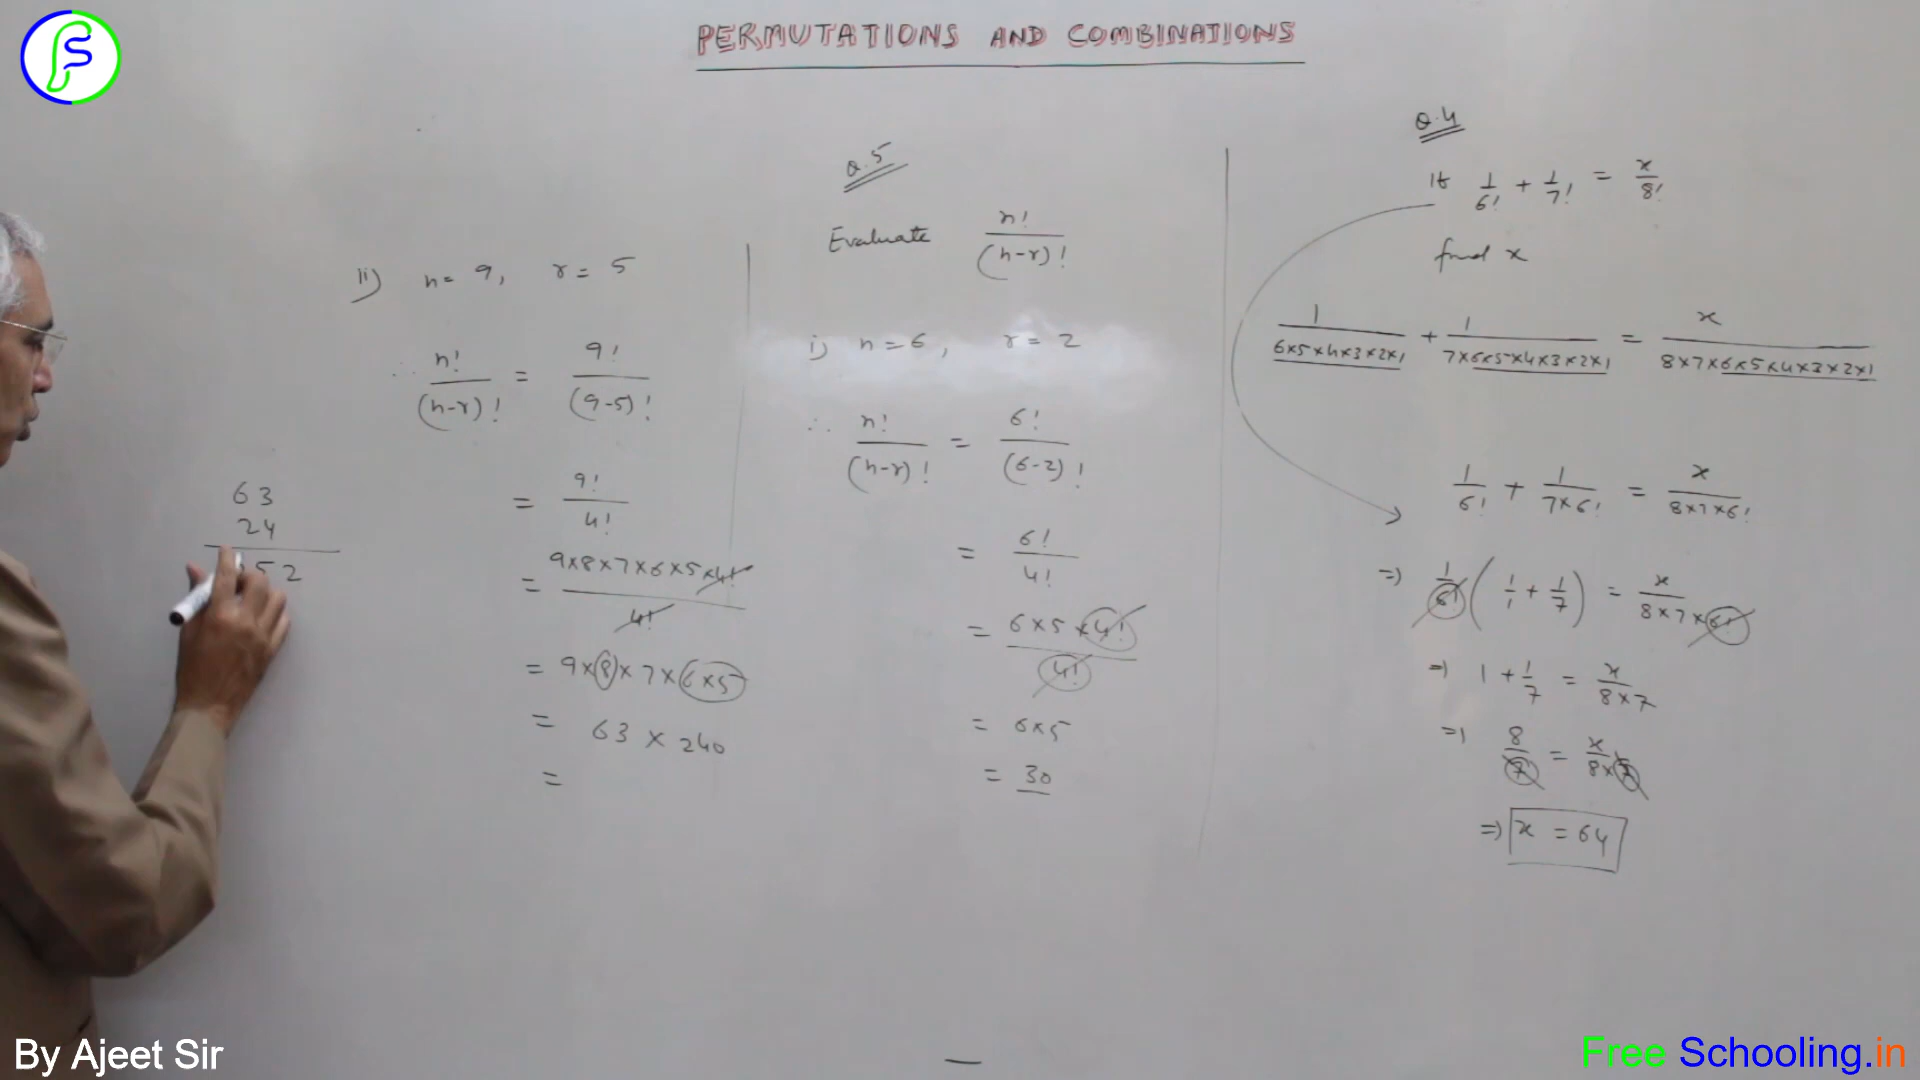 PERMUTATIONS AND COMBINATIONS
Q.4
If 1/6! + 1/7! = x/8!
find x
1/(6×5×4×3×2×1) + 1/(7×6×5×4×3×2×1) = x/(8×7×6×5×4×3×2×1)
1/6! + 1/(7×6!) = x/(8×7×6!)
=) 1/6! (1/1 + 1/7) = x/(8×7×6!)
=) 1 + 1/7 = x/(8×7)
=) 8/7 = x/(8×7)
=) x = 64
Q.5
Evaluate n!/(n-r)!
i) n=6, r=2
∴ n!/(n-r)! = 6!/(6-2)!
= 6!/4!
= 6×5×4!/4!
= 6×5
= 30
ii) n=9, r=5
∴ n!/(n-r)! = 9!/(9-5)!
= 9!/4!
= 9×8×7×6×5×4!/4!
= 9×8×7×6×5
= 63 × 240
=
63
24
52
By Ajeet Sir
Free Schooling.in